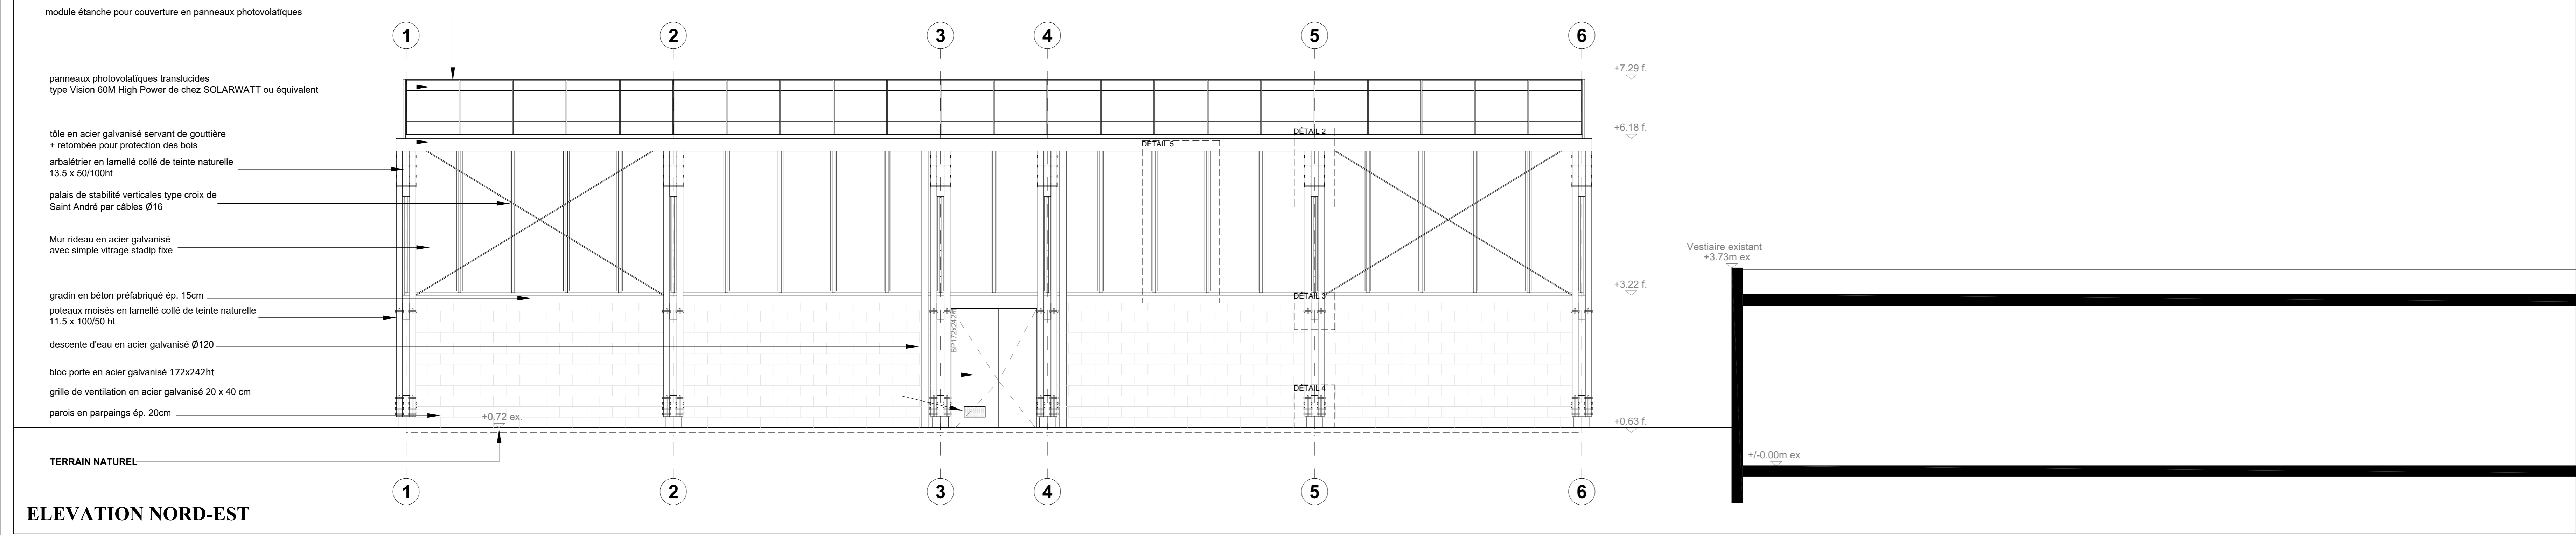 module étanche pour couverture en panneaux photovolatïques
1
2
3
4
5
6
+7.29 f.
panneaux photovolatïques translucides
type Vision 60M High Power de chez SOLARWATT ou équivalent
+6.18 f.
tôle en acier galvanisé servant de gouttière
+ retombée pour protection des bois
DÉTAIL 2
DÉTAIL 5
arbalétrier en lamellé collé de teinte naturelle
13.5 x 50/100ht
palais de stabilité verticales type croix de
Saint André par câbles Ø16
Mur rideau en acier galvanisé
avec simple vitrage stadip fixe
Vestiaire existant
+3.73m ex
+3.22 f.
gradin en béton préfabriqué ép. 15cm
DÉTAIL 3
poteaux moisés en lamellé collé de teinte naturelle
11.5 x 100/50 ht
BP172x242ht
descente d'eau en acier galvanisé Ø120
bloc porte en acier galvanisé 172x242ht
grille de ventilation en acier galvanisé 20 x 40 cm
DÉTAIL 4
parois en parpaings ép. 20cm
+0.72 ex.
+0.63 f.
+/-0.00m ex
TERRAIN NATUREL
1
2
3
4
5
6
ELEVATION NORD-EST